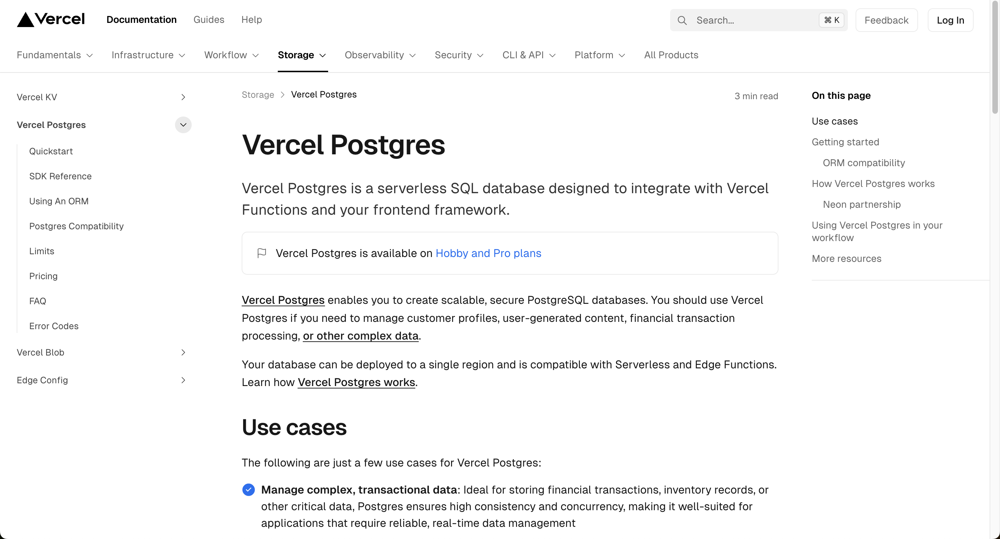 Vercel
Documentation
Guides
Help
Search...
⌘ K
Feedback
Log In
Fundamentals
Infrastructure
Workflow
Storage
Observability
Security
CLI & API
Platform
All Products
Vercel KV
Vercel Postgres
Quickstart
SDK Reference
Using An ORM
Postgres Compatibility
Limits
Pricing
FAQ
Error Codes
Vercel Blob
Edge Config
Storage > Vercel Postgres
3 min read
Vercel Postgres
Vercel Postgres is a serverless SQL database designed to integrate with Vercel
Functions and your frontend framework.
Vercel Postgres is available on Hobby and Pro plans
Vercel Postgres enables you to create scalable, secure PostgreSQL databases. You should use Vercel
Postgres if you need to manage customer profiles, user-generated content, financial transaction
processing, or other complex data.
Your database can be deployed to a single region and is compatible with Serverless and Edge Functions.
Learn how Vercel Postgres works.
Use cases
The following are just a few use cases for Vercel Postgres:
Manage complex, transactional data: Ideal for storing financial transactions, inventory records, or
other critical data, Postgres ensures high consistency and concurrency, making it well-suited for
applications that require reliable, real-time data management
On this page
Use cases
Getting started
ORM compatibility
How Vercel Postgres works
Neon partnership
Using Vercel Postgres in your
workflow
More resources